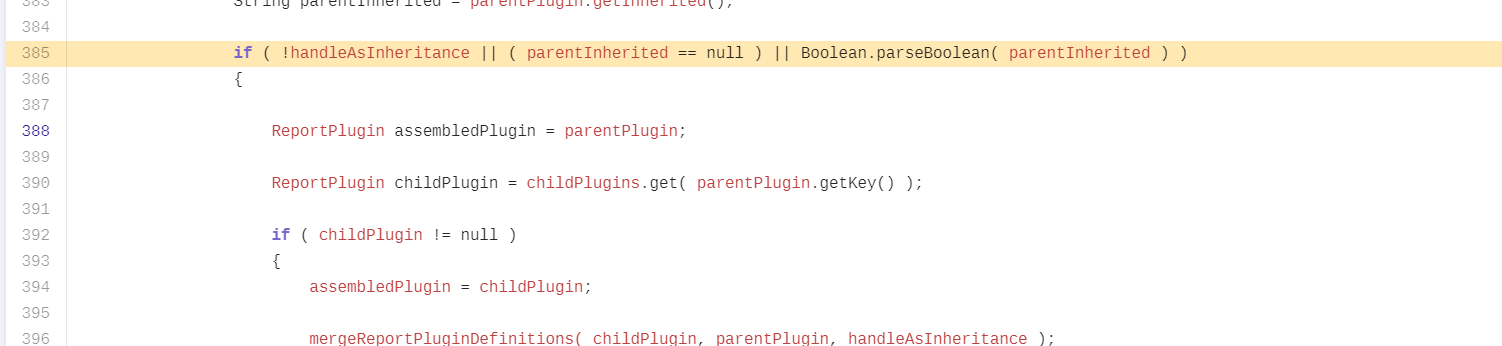 383 String parentInherited = parentPlugin.getInherited();
384
385 if ( !handleAsInheritance || ( parentInherited == null ) || Boolean.parseBoolean( parentInherited ) )
386 {
387
388 ReportPlugin assembledPlugin = parentPlugin;
389
390 ReportPlugin childPlugin = childPlugins.get( parentPlugin.getKey() );
391
392 if ( childPlugin != null )
393 {
394 assembledPlugin = childPlugin;
395
396 mergeReportPluginDefinitions( childPlugin, parentPlugin, handleAsInheritance );